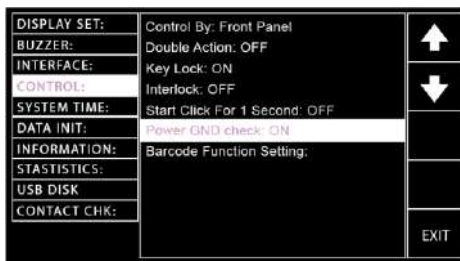 DISPLAY SET:
BUZZER:
INTERFACE:
CONTROL:
SYSTEM TIME:
DATA INIT:
INFORMATION:
STASTISTICS:
USB DISK
CONTACT CHK:
Control By: Front Panel
Double Action: OFF
Key Lock: ON
Interlock: OFF
Start Click For 1 Second: OFF
Power GND check: ON
Barcode Function Setting:
EXIT